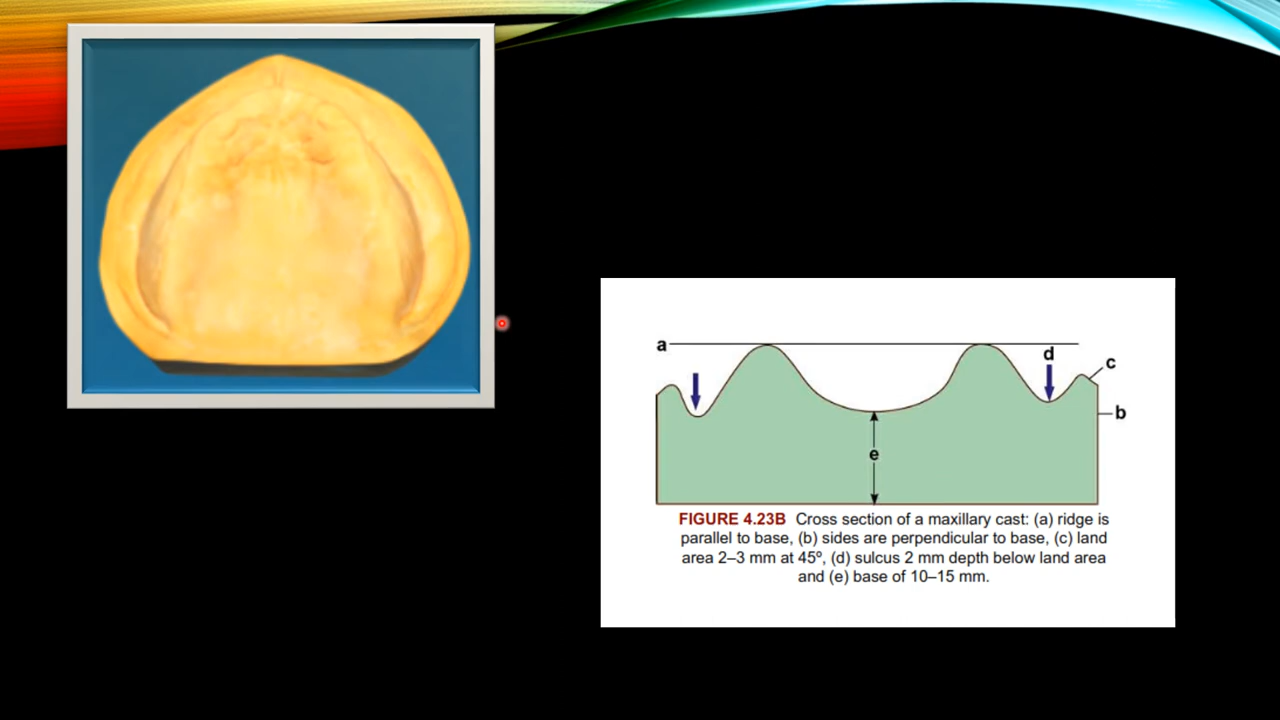 a
d
c
b
e
FIGURE 4.23B Cross section of a maxillary cast: (a) ridge is
parallel to base, (b) sides are perpendicular to base, (c) land
area 2–3 mm at 45º, (d) sulcus 2 mm depth below land area
and (e) base of 10–15 mm.